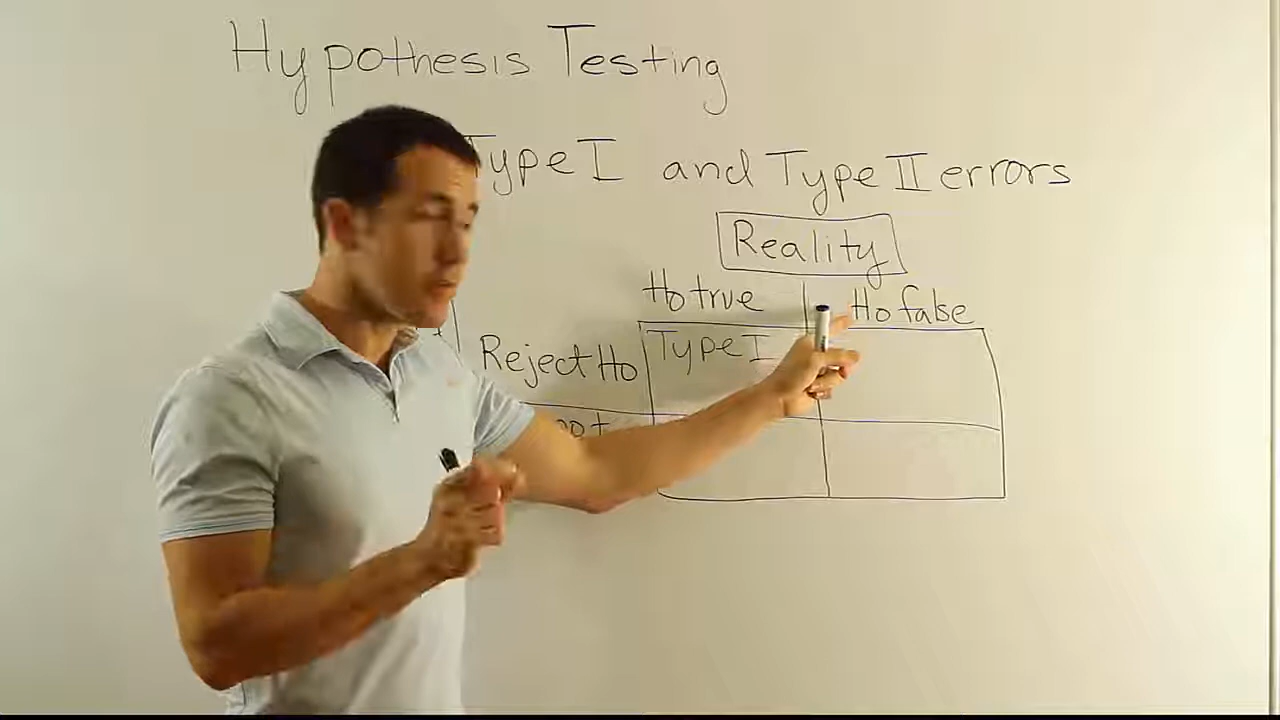 Hypothesis Testing
Type I and Type II errors
Reality
Ho true Ho false
Reject Ho Type I